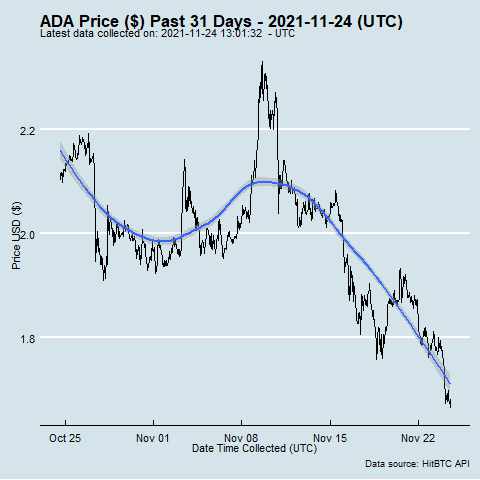 ADA Price ($) Past 31 Days - 2021-11-24 (UTC)
Latest data collected on: 2021-11-24 13:01:32 - UTC
2.2
2.0
1.8
Price USD ($)
Oct 25 Nov 01 Nov 08 Nov 15 Nov 22
Date Time Collected (UTC)
Data source: HitBTC API